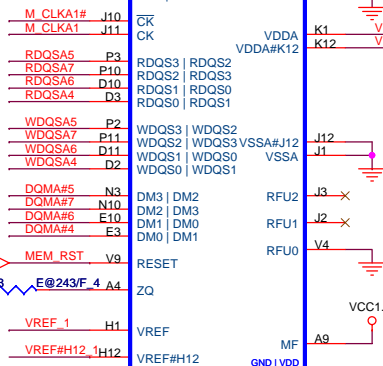 M_CLKA1# J10 CK
M_CLKA1 J11 CK
K1 VDDA
K12 VDDA#K12
RDQSA5 P3 RDQS3 | RDQS2
RDQSA7 P10 RDQS2 | RDQS3
RDQSA6 D10 RDQS1 | RDQS0
RDQSA4 D3 RDQS0 | RDQS1
WDQSA5 P2 WDQS3 | WDQS2
WDQSA7 P11 WDQS2 | WDQS3 VSSA#J12 J12
WDQSA6 D11 WDQS1 | WDQS0 VSSA J1
WDQSA4 D2 WDQS0 | WDQS1
DQMA#5 N3 DM3 | DM2 RFU2 J3
DQMA#7 N10 DM2 | DM3
DQMA#6 E10 DM1 | DM0 RFU1 J2
DQMA#4 E3 DM0 | DM1
RFU0 V4
MEM_RST V9 RESET
E@243/F_4 A4 ZQ
VCC1.
VREF_1 H1 VREF
MF A9
VREF#H12_1 H12 VREF#H12
GND | VDD